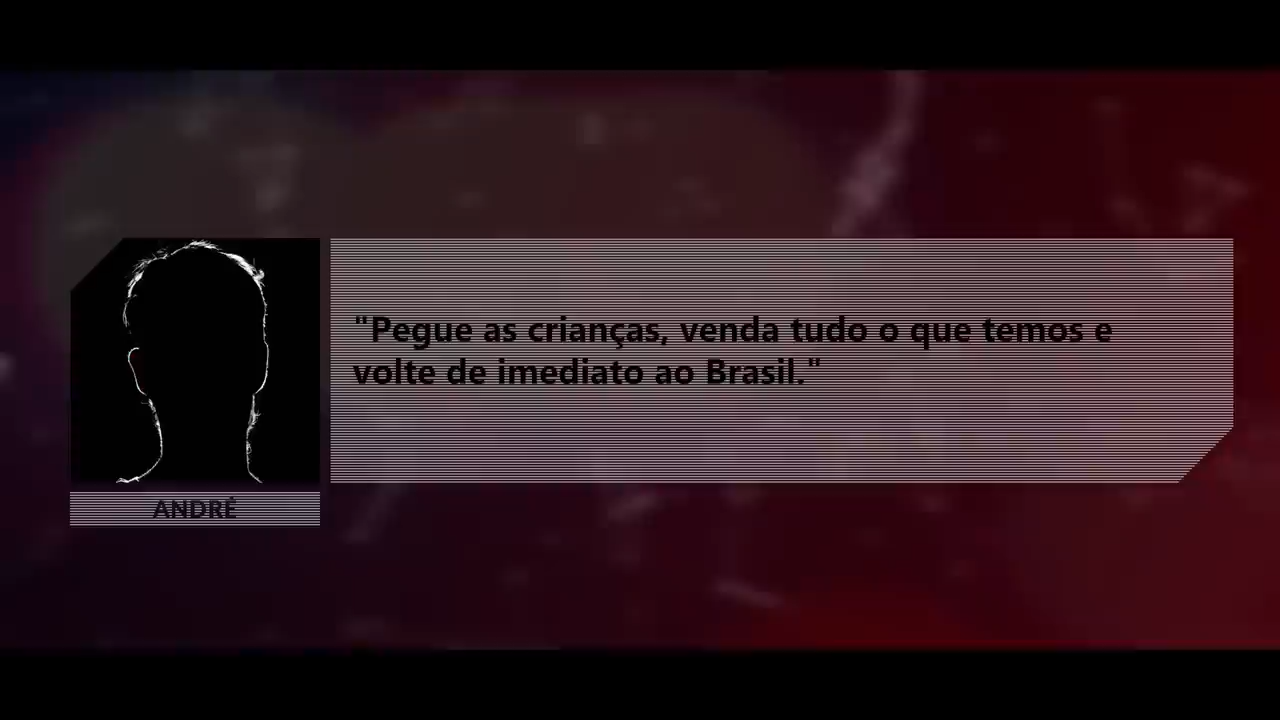 "Pegue as crianças, venda tudo o que temos e
volte de imediato ao Brasil."
ANDRÉ